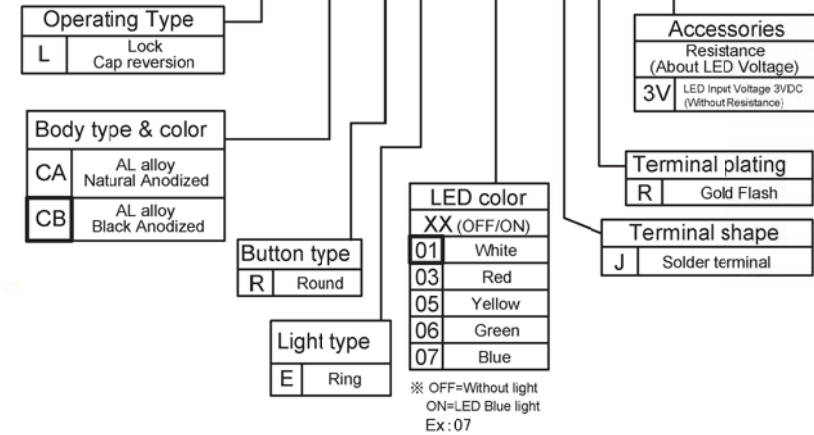 Operating Type
L
Lock
Cap reversion
Accessories
Resistance
(About LED Voltage)
3V
LED Input Voltage 3VDC
(Without Resistance)
Body type & color
CA
AL alloy
Natural Anodized
CB
AL alloy
Black Anodized
Terminal plating
R
Gold Flash
LED color
XX (OFF/ON)
01
White
03
Red
05
Yellow
06
Green
07
Blue
Terminal shape
J
Solder terminal
Button type
R
Round
Light type
E
Ring
※ OFF=Without light
ON=LED Blue light
Ex:07